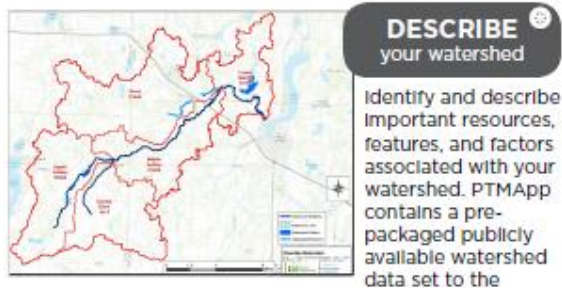 DESCRIBE
your watershed
Identify and describe
important resources,
features, and factors
associated with your
watershed. PTMApp
contains a pre-
packaged publicly
available watershed
data set to the